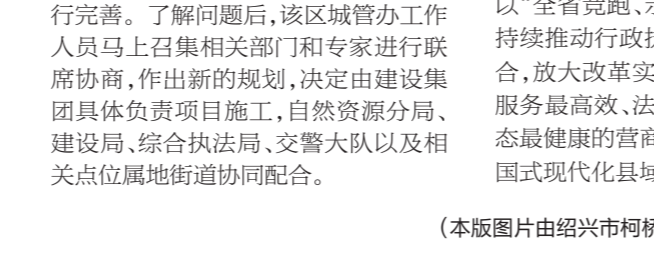 行完善。了解问题后,该区城管办工作
人员马上召集相关部门和专家进行联
席协商,作出新的规划,决定由建设集
团具体负责项目施工,自然资源分局、
建设局、综合执法局、交警大队以及相
关点位属地街道协同配合。
以“全省竞跑、
持续推动行政
合,放大改革实
服务最高效、法
态最健康的营商
国式现代化县域
(本版图片由绍兴市柯桥